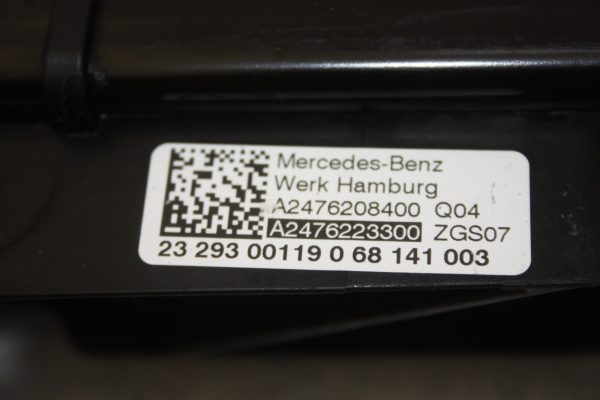 Mercedes-Benz
Werk Hamburg
A2476208400 Q04
A2476223300 ZGS07
23 293 00119 0 68 141 003